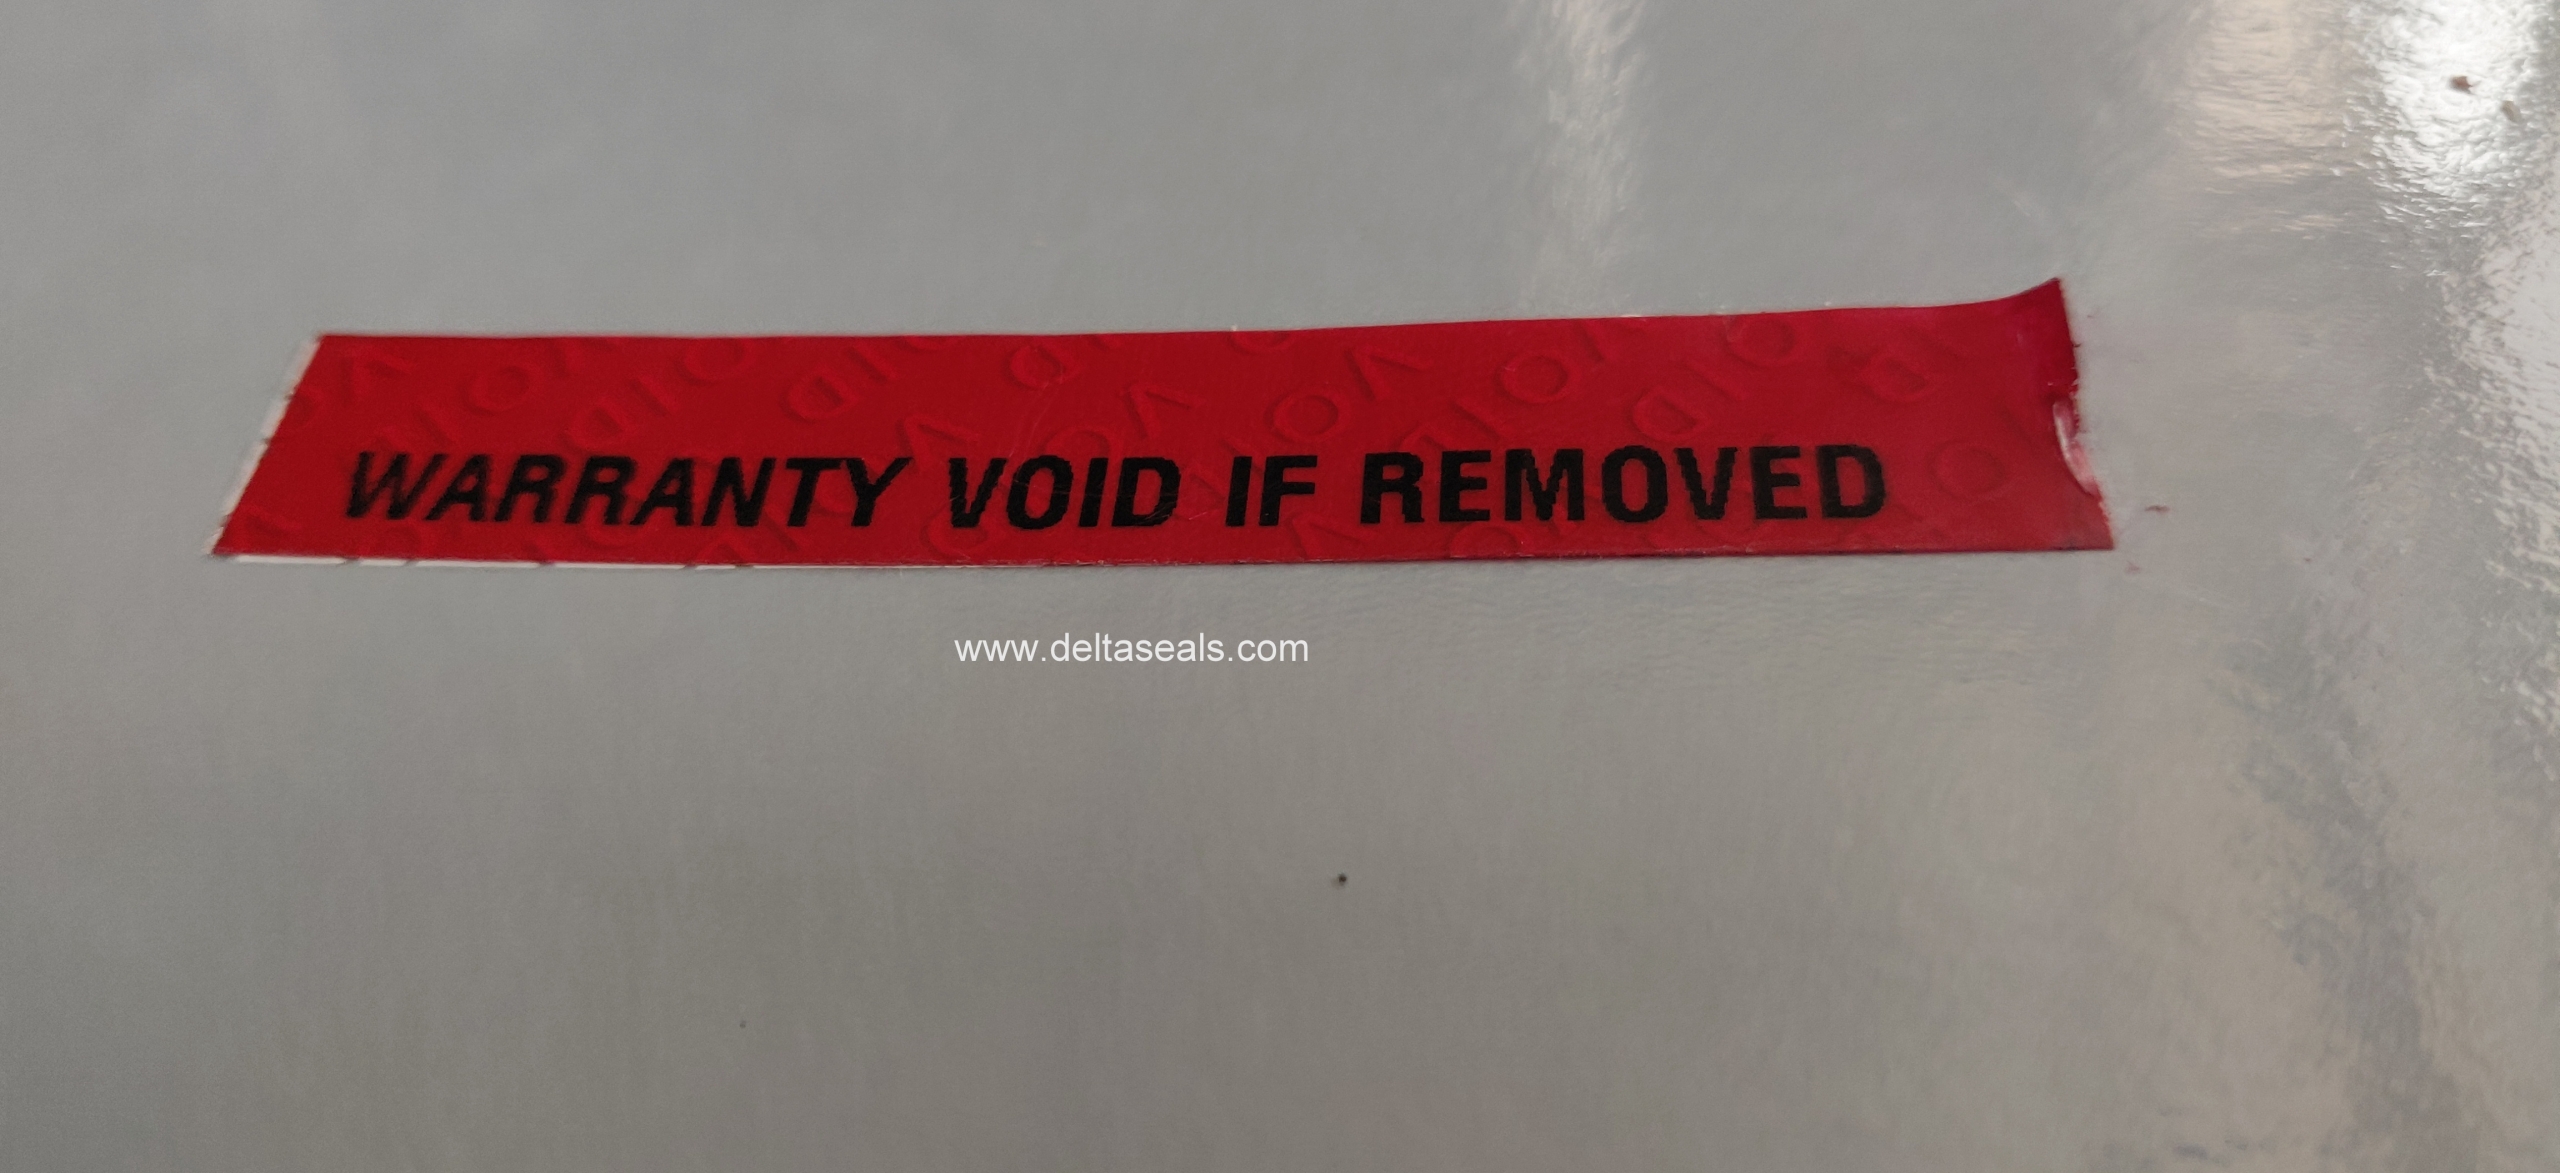 WARRANTY VOID IF REMOVED
www.deltaseals.com